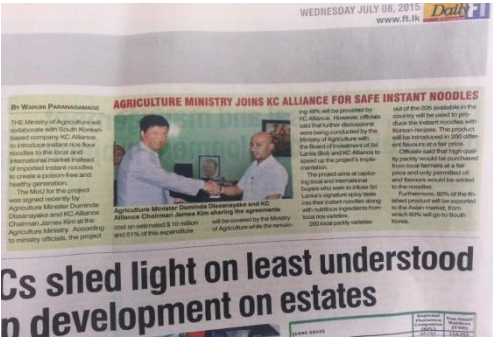 WEDNESDAY JULY 08, 2015
www.ft.lk
Daily FT
AGRICULTURE MINISTRY JOINS KC ALLIANCE FOR SAFE INSTANT NOODLES
BY WARUNI PARANAGAMAGE
THE Ministry of Agriculture will
collaborate with South Korean-
based company KC Alliance
to introduce instant rice flour
noodles to the local and
international market instead
of imported instant noodles
to create a poison-free and
healthy generation.
The MoU for the project
was signed recently by
Agriculture Minister Duminda
Dissanayake and KC Alliance
Chairman James Kim at the
Agriculture Ministry. According
to ministry officials, the project
Agriculture Minister Duminda Dissanayake and KC
Alliance Chairman James Kim sharing the agreements.
cost an estimated $ 10 million
and 51% of this expenditure
will be covered by the Ministry
of Agriculture while the remain-
ing 49% will be provided by
KC Alliance. However, officials
said that further discussions
were being conducted by the
Ministry of Agriculture with
the Board of Investment of Sri
Lanka (BoI) and KC Alliance to
speed up the project's imple-
mentation.
The project aims at captur-
ing local and international
buyers who seek to infuse Sri
Lanka's signature spicy taste
into their instant noodles along
with nutritious ingredients from
local rice varieties.
200 local paddy varieties
out of the 205 available in the
country will be used to pro-
duce the instant noodles with
Korean recipes. The product
will be introduced in 200 differ-
ent flavours at a fair price.
Officials said that high qual-
ity paddy would be purchased
from local farmers at a fair
price and only permitted oil
and flavours would be added
to the noodles.
Furthermore, 90% of the fin-
ished product will be exported
to the Asian market, from
which 60% will go to South
Korea.
Cs shed light on least understood
n development on estates